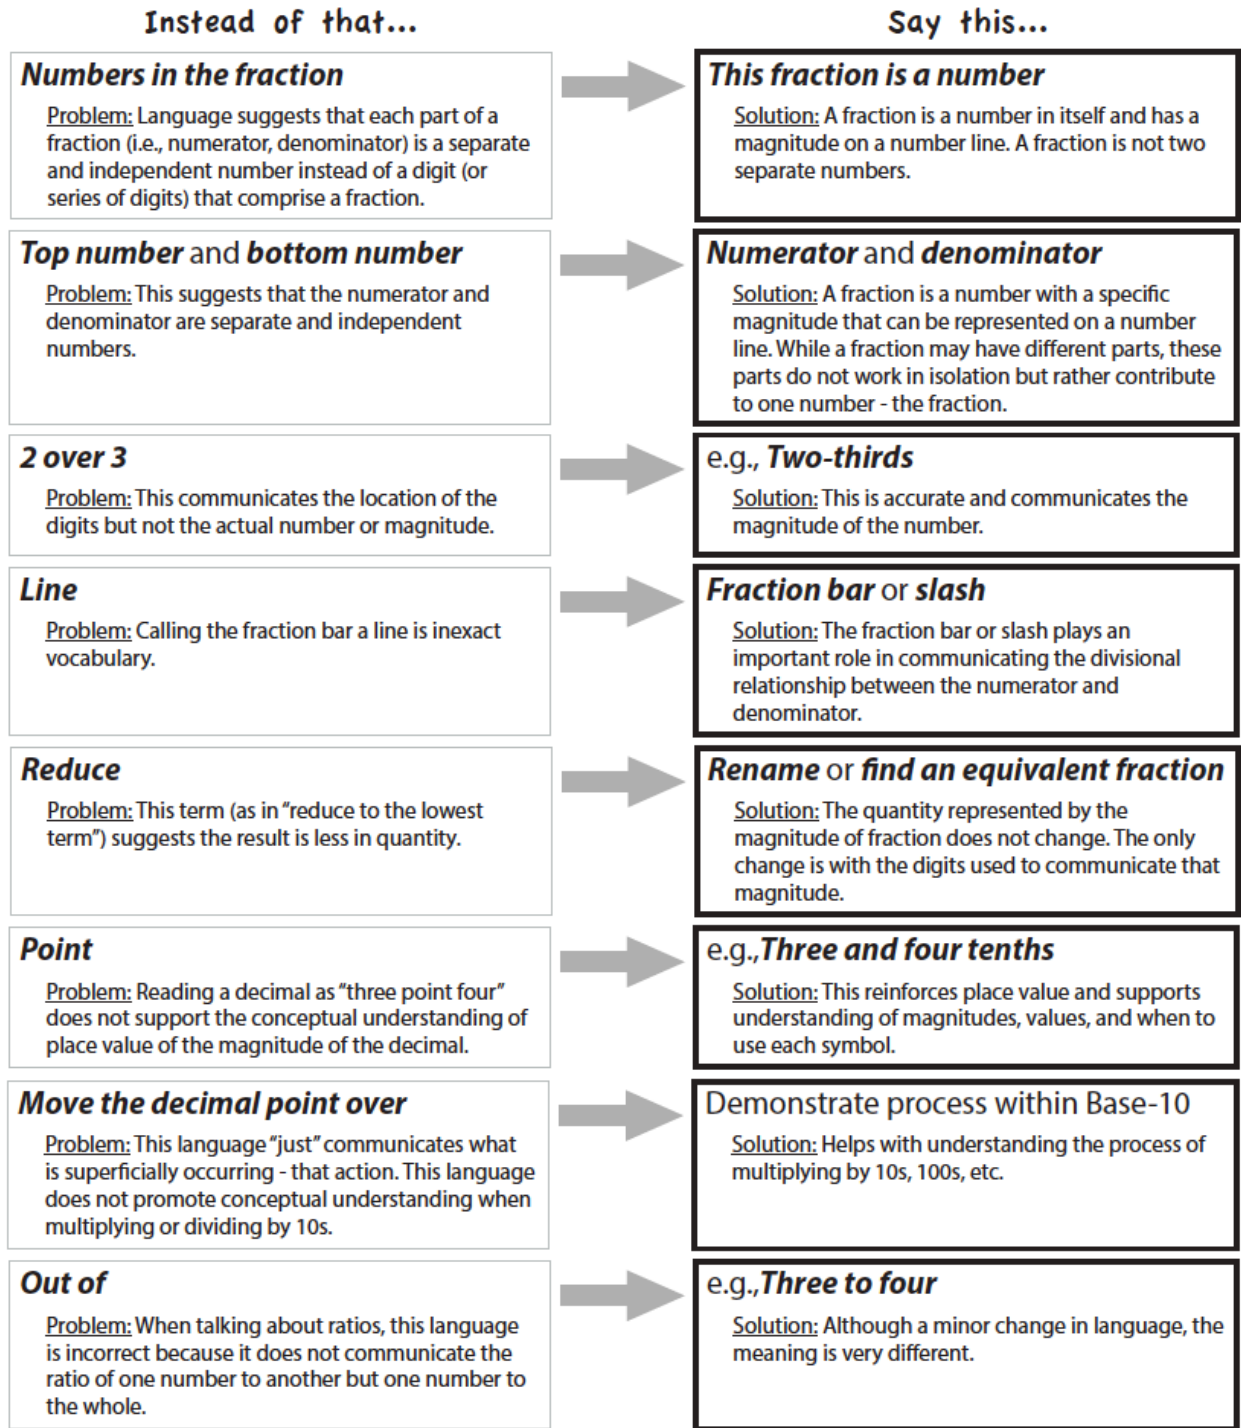 Instead of that...
Say this...
Numbers in the fraction
Problem: Language suggests that each part of a
fraction (i.e., numerator, denominator) is a separate
and independent number instead of a digit (or
series of digits) that comprise a fraction.
This fraction is a number
Solution: A fraction is a number in itself and has a
magnitude on a number line. A fraction is not two
separate numbers.
Top number and bottom number
Problem: This suggests that the numerator and
denominator are separate and independent
numbers.
Numerator and denominator
Solution: A fraction is a number with a specific
magnitude that can be represented on a number
line. While a fraction may have different parts, these
parts do not work in isolation but rather contribute
to one number - the fraction.
2 over 3
Problem: This communicates the location of the
digits but not the actual number or magnitude.
e.g., Two-thirds
Solution: This is accurate and communicates the
magnitude of the number.
Line
Problem: Calling the fraction bar a line is inexact
vocabulary.
Fraction bar or slash
Solution: The fraction bar or slash plays an
important role in communicating the divisional
relationship between the numerator and
denominator.
Reduce
Problem: This term (as in "reduce to the lowest
term") suggests the result is less in quantity.
Rename or find an equivalent fraction
Solution: The quantity represented by the
magnitude of fraction does not change. The only
change is with the digits used to communicate that
magnitude.
Point
Problem: Reading a decimal as "three point four"
does not support the conceptual understanding of
place value of the magnitude of the decimal.
e.g.,Three and four tenths
Solution: This reinforces place value and supports
understanding of magnitudes, values, and when to
use each symbol.
Move the decimal point over
Problem: This language "just" communicates what
is superficially occurring - that action. This language
does not promote conceptual understanding when
multiplying or dividing by 10s.
Demonstrate process within Base-10
Solution: Helps with understanding the process of
multiplying by 10s, 100s, etc.
Out of
Problem: When talking about ratios, this language
is incorrect because it does not communicate the
ratio of one number to another but one number to
the whole.
e.g.,Three to four
Solution: Although a minor change in language, the
meaning is very different.